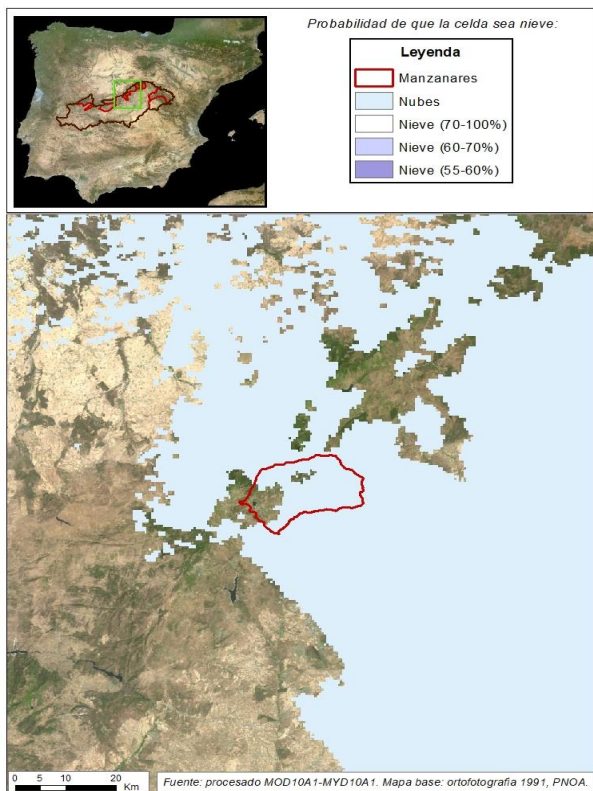 Probabilidad de que la celda sea nieve:
Leyenda
Manzanares
Nubes
Nieve (70-100%)
Nieve (60-70%)
Nieve (55-60%)
0 5 10 20
Km
Fuente: procesado MOD10A1-MYD10A1. Mapa base: ortofotografía 1991, PNOA.